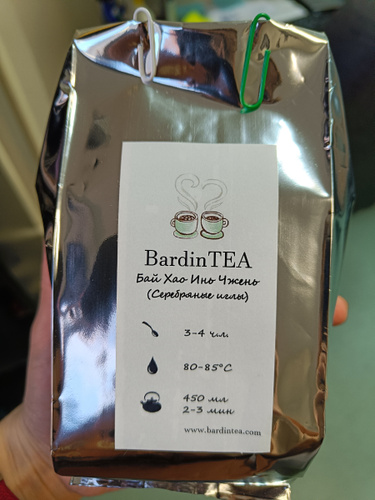 BardinTEA
Бай Хао Инь Чжень
(Серебряные иглы)
3-4 ч.л.
80-85°C
450 мл
2-3 мин
www.bardintea.com